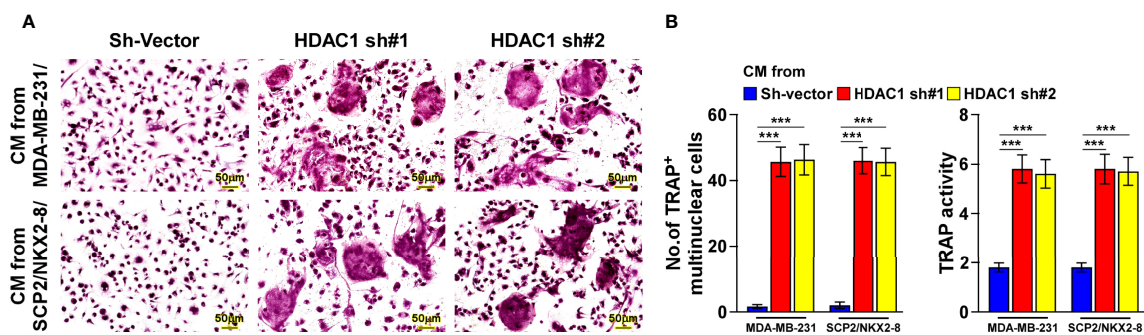 A
Sh-Vector
HDAC1 sh#1
HDAC1 sh#2
CM from
MDA-MB-231/
50μm
50μm
50μm
CM from
SCP2/NKX2-8/
50μm
50μm
50μm
B
CM from
Sh-vector
HDAC1 sh#1
HDAC1 sh#2
No.of TRAP+
multinuclear cells
60
40
20
0
***
***
***
***
MDA-MB-231
SCP2/NKX2-8
TRAP activity
8
6
4
2
0
***
***
***
***
MDA-MB-231
SCP2/NKX2-8